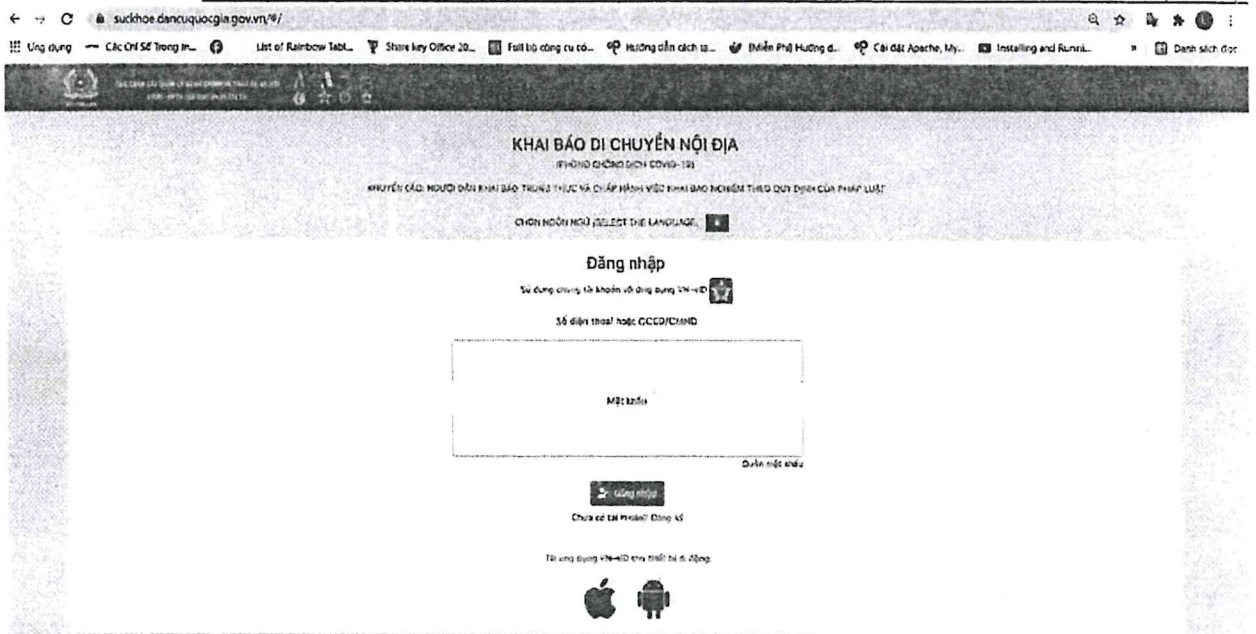 suckhoe.dancuquocgia.gov.vn/#/
Ứng dụng Các Chỉ Số Trong In... List of Rainbow Tabl... Share key Office 20... Full bộ công cụ có... Hướng dẫn cách tạ... (Miễn Phí) Hướng d... Cài đặt Apache, My... Installing and Runni... » Danh sách đọc
KHAI BÁO DI CHUYỂN NỘI ĐỊA
(PHÒNG CHỐNG DỊCH COVID-19)
KHUYẾN CÁO: NGƯỜI DÂN KHAI BÁO TRUNG THỰC VÀ CHẤP HÀNH VIỆC KHAI BÁO NGHIÊM THEO QUY ĐỊNH CỦA PHÁP LUẬT
CHỌN NGÔN NGỮ (SELECT THE LANGUAGE)
Đăng nhập
Sử dụng chung tài khoản với ứng dụng VN-eID
Số điện thoại hoặc CCCD/CMND
Mật khẩu
Quên mật khẩu
Đăng nhập
Chưa có tài khoản? Đăng ký
Tải ứng dụng VN-eID cho thiết bị di động: